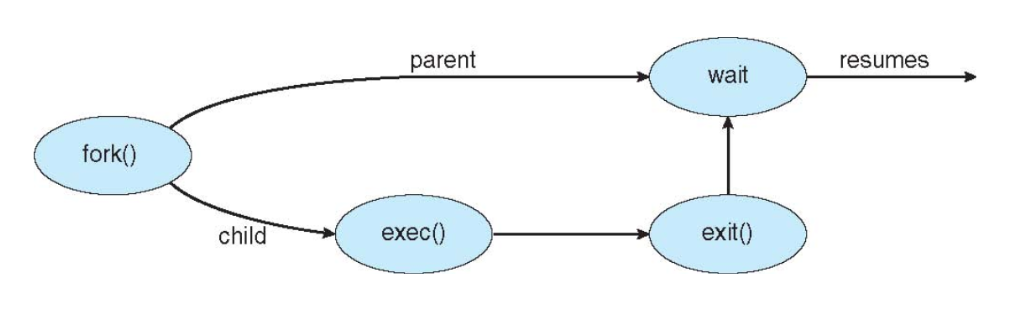 parent
wait
resumes
fork()
child
exec()
exit()